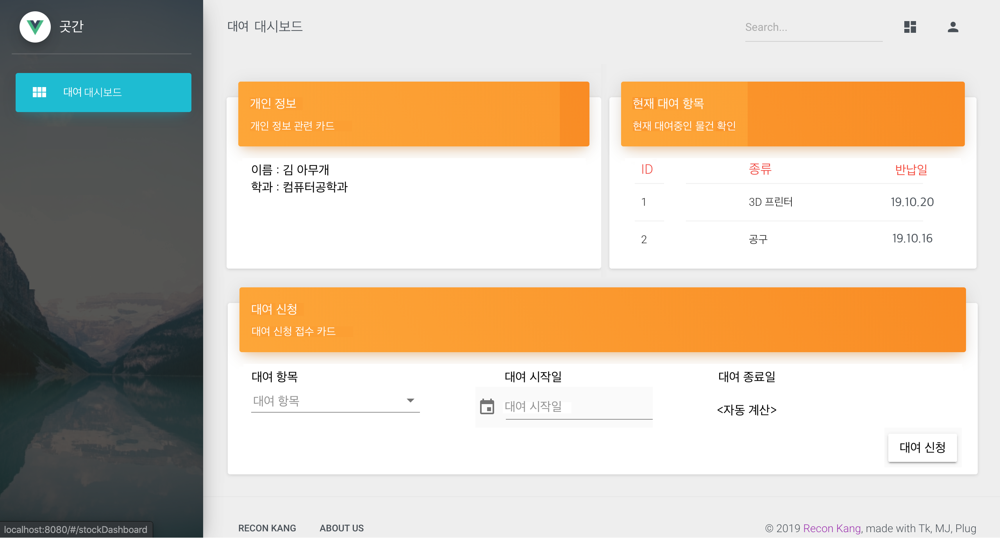 곳간
대여 대시보드
대여 대시보드
Search...
개인 정보
개인 정보 관련 카드
이름 : 김 아무개
학과 : 컴퓨터공학과
현재 대여 항목
현재 대여중인 물건 확인
ID 종류 반납일
1 3D 프린터 19.10.20
2 공구 19.10.16
대여 신청
대여 신청 접수 카드
대여 항목 대여 시작일 대여 종료일
대여 항목 대여 시작일 <자동 계산>
대여 신청
RECON KANG ABOUT US
© 2019 Recon Kang, made with Tk, MJ, Plug
localhost:8080/#/stockDashboard